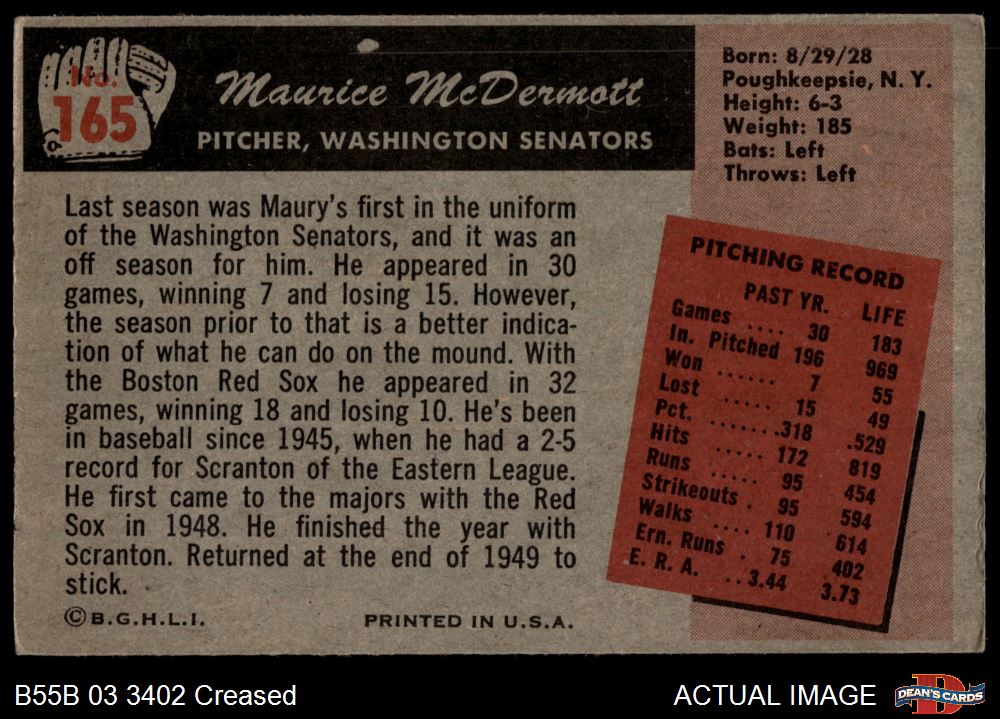 No.
165
Maurice McDermott
PITCHER, WASHINGTON SENATORS
Born: 8/29/28
Poughkeepsie, N. Y.
Height: 6-3
Weight: 185
Bats: Left
Throws: Left
Last season was Maury's first in the uniform
of the Washington Senators, and it was an
off season for him. He appeared in 30
games, winning 7 and losing 15. However,
the season prior to that is a better indica-
tion of what he can do on the mound. With
the Boston Red Sox he appeared in 32
games, winning 18 and losing 10. He's been
in baseball since 1945, when he had a 2-5
record for Scranton of the Eastern League.
He first came to the majors with the Red
Sox in 1948. He finished the year with
Scranton. Returned at the end of 1949 to
stick.
© B.G.H.L.I. PRINTED IN U.S.A.
PITCHING RECORD
PAST YR. LIFE
Games .... 30 183
In. Pitched 196 969
Won ...... 7 55
Lost ..... 15 49
Pct. ......318 .529
Hits ..... 172 819
Runs ..... 95 454
Strikeouts . 95 594
Walks .... 110 614
Ern. Runs . 75 402
E. R. A. ..3.44 3.73
B55B 03 3402 Creased ACTUAL IMAGE
D
DEAN'S CARDS